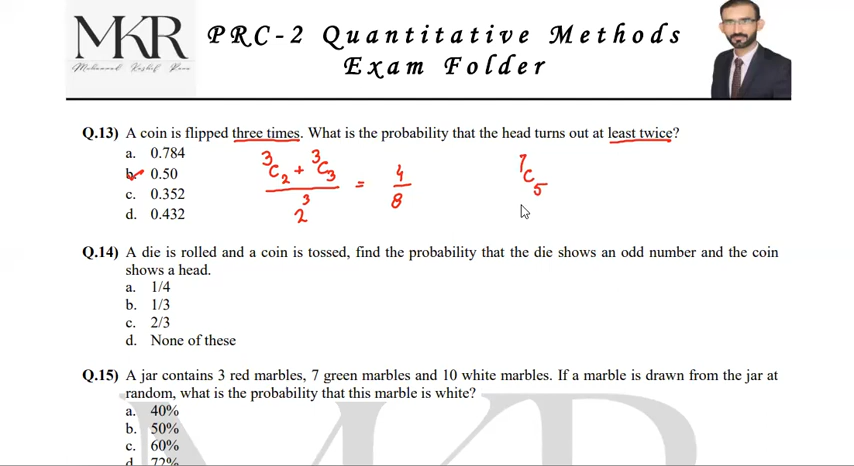 MKR
PRC-2 Quantitative Methods
Exam Folder
Q.13) A coin is flipped three times. What is the probability that the head turns out at least twice?
a. 0.784
b. 0.50
c. 0.352
d. 0.432
³C₂ + ³C₃ / 2³ = 4/8
⁷C₅
Q.14) A die is rolled and a coin is tossed, find the probability that the die shows an odd number and the coin
shows a head.
a. 1/4
b. 1/3
c. 2/3
d. None of these
Q.15) A jar contains 3 red marbles, 7 green marbles and 10 white marbles. If a marble is drawn from the jar at
random, what is the probability that this marble is white?
a. 40%
b. 50%
c. 60%
d. 72%
MKR